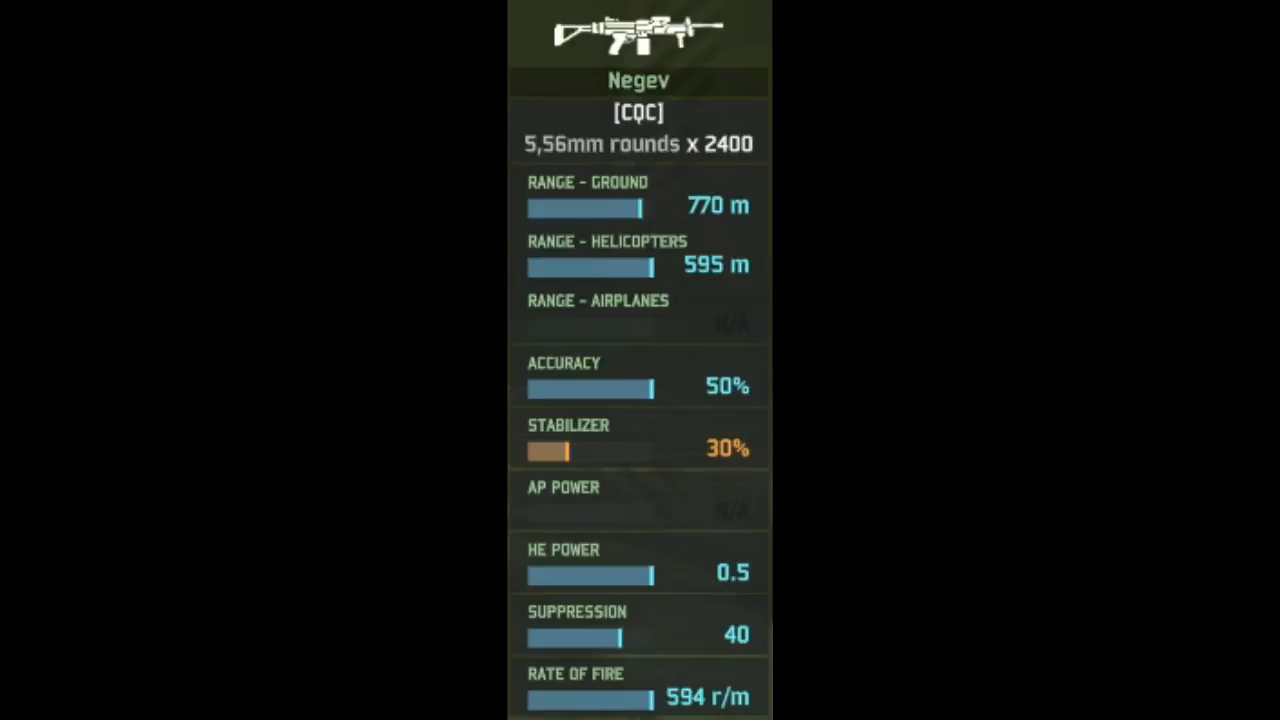 Negev
[CQC]
5,56mm rounds x 2400
RANGE - GROUND
770 m
RANGE - HELICOPTERS
595 m
RANGE - AIRPLANES
N/A
ACCURACY
50%
STABILIZER
30%
AP POWER
N/A
HE POWER
0.5
SUPPRESSION
40
RATE OF FIRE
594 r/m